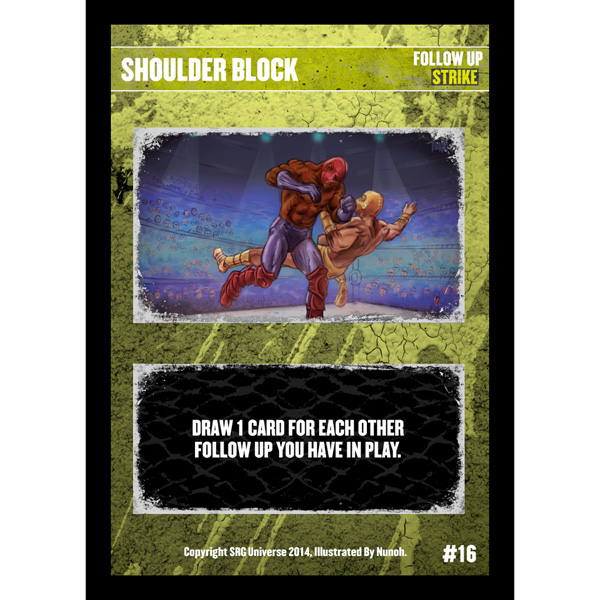 SHOULDER BLOCK
FOLLOW UP
STRIKE
DRAW 1 CARD FOR EACH OTHER
FOLLOW UP YOU HAVE IN PLAY.
Copyright SRG Universe 2014, Illustrated By Nunoh.
#16